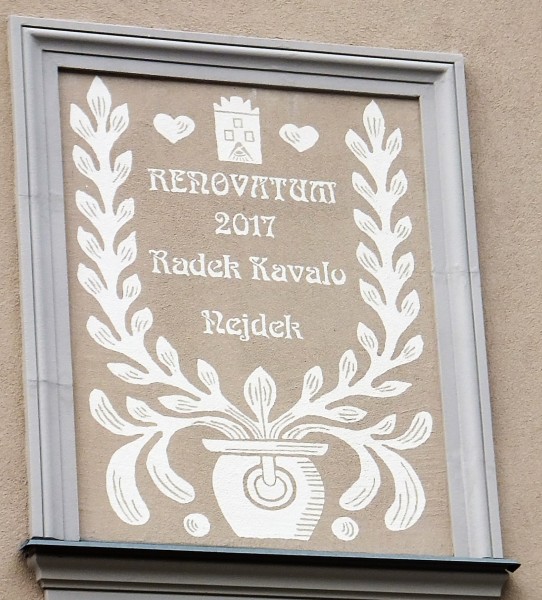 RENOVATUM
2017
Radek Kavalo
Nejdek